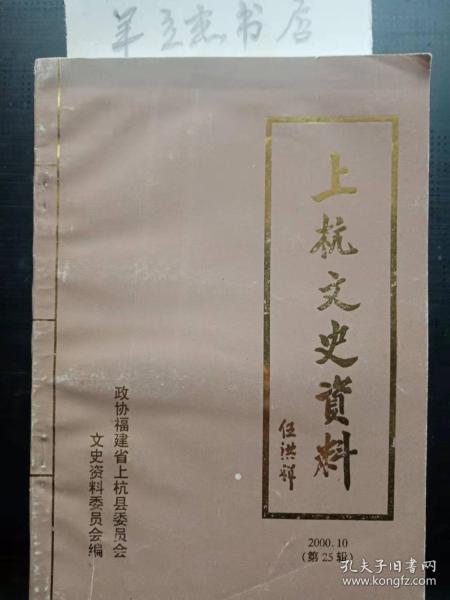 羊立杰书店
上杭文史資料
任洪祥
政协福建省上杭县委员会
文史资料委员会编
2000.10
(第25辑)
孔夫子旧书网
www.kongfz.com